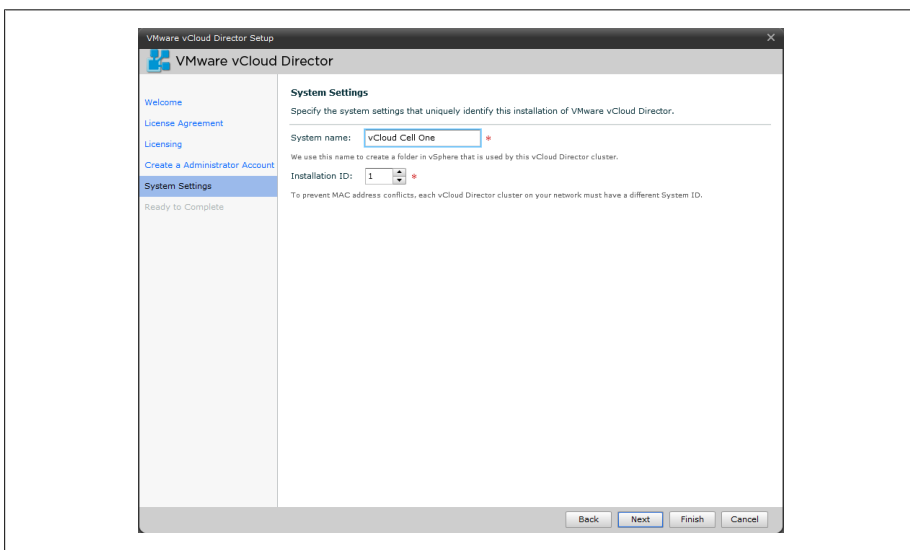 VMware vCloud Director Setup
VMware vCloud Director
Welcome
License Agreement
Licensing
Create a Administrator Account
System Settings
Ready to Complete
System Settings
Specify the system settings that uniquely identify this installation of VMware vCloud Director.
System name: vCloud Cell One *
We use this name to create a folder in vSphere that is used by this vCloud Director cluster.
Installation ID: 1 *
To prevent MAC address conflicts, each vCloud Director cluster on your network must have a different System ID.
Back Next Finish Cancel